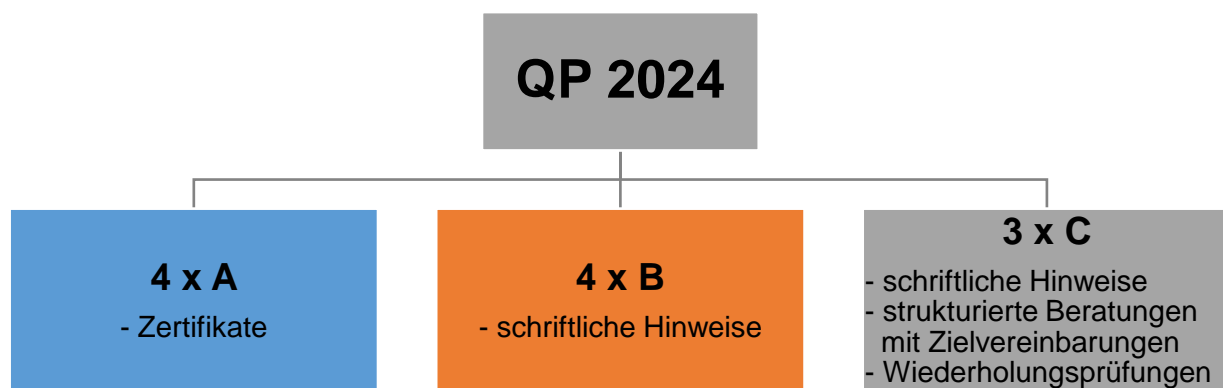 QP 2024
4 x A
- Zertifikate
4 x B
- schriftliche Hinweise
3 x C
- schriftliche Hinweise
- strukturierte Beratungen
mit Zielvereinbarungen
- Wiederholungsprüfungen